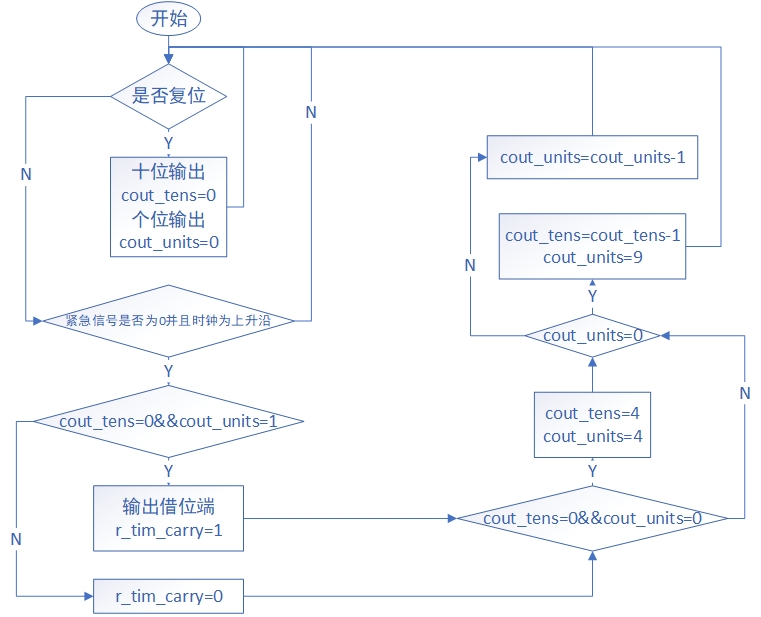 开始
是否复位
Y
N
N
十位输出
cout_tens=0
个位输出
cout_units=0
紧急信号是否为0并且时钟为上升沿
Y
cout_tens=0&&cout_units=1
Y
N
输出借位端
r_tim_carry=1
r_tim_carry=0
cout_tens=0&&cout_units=0
Y
N
cout_tens=4
cout_units=4
cout_units=0
Y
N
cout_tens=cout_tens-1
cout_units=9
cout_units=cout_units-1